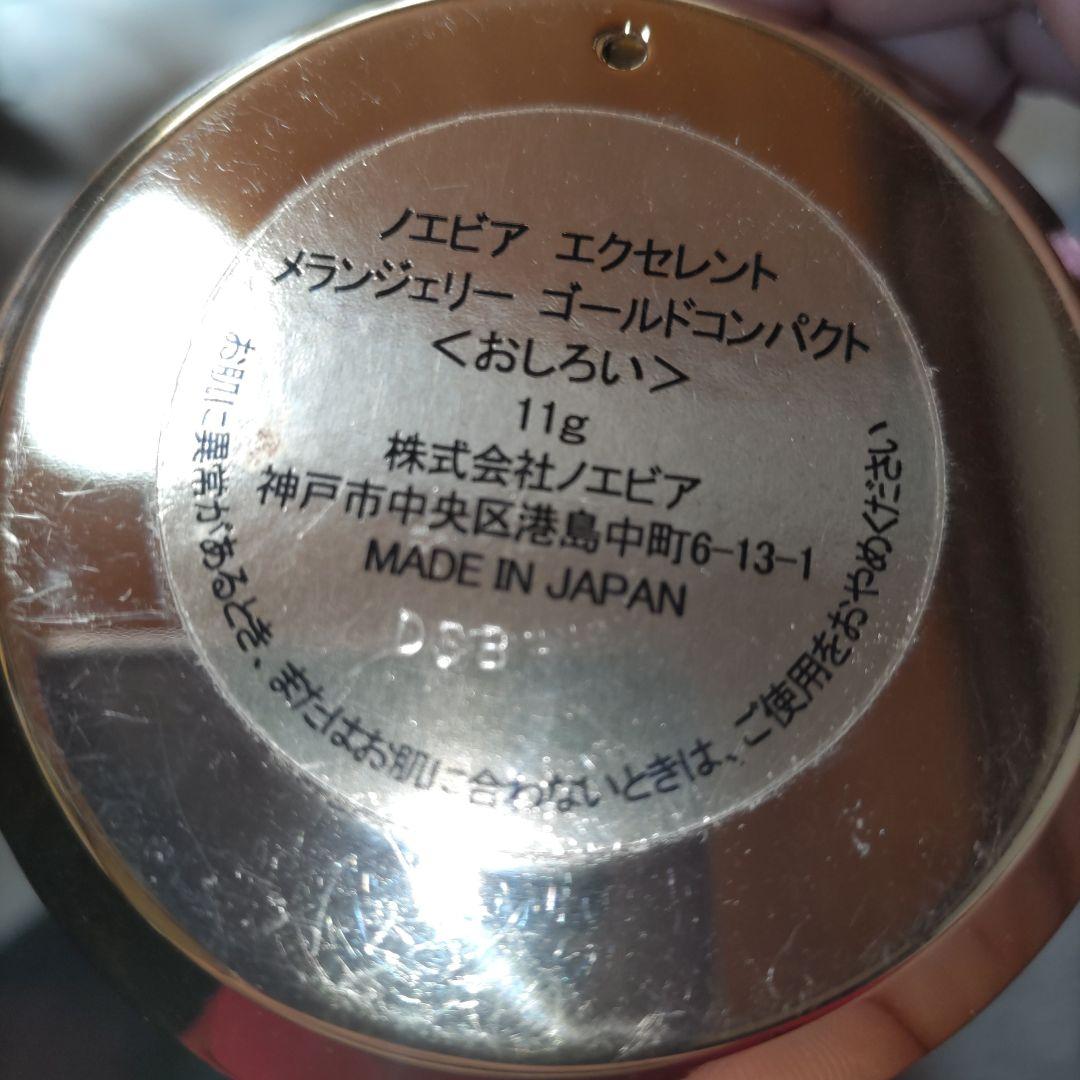 ノエビア エクセレント
メランジェリー ゴールドコンパクト
<おしろい>
11g
株式会社ノエビア
神戸市中央区港島中町6-13-1
MADE IN JAPAN
お肌に異常があるとき、またはお肌に合わないときは、ご使用をおやめください